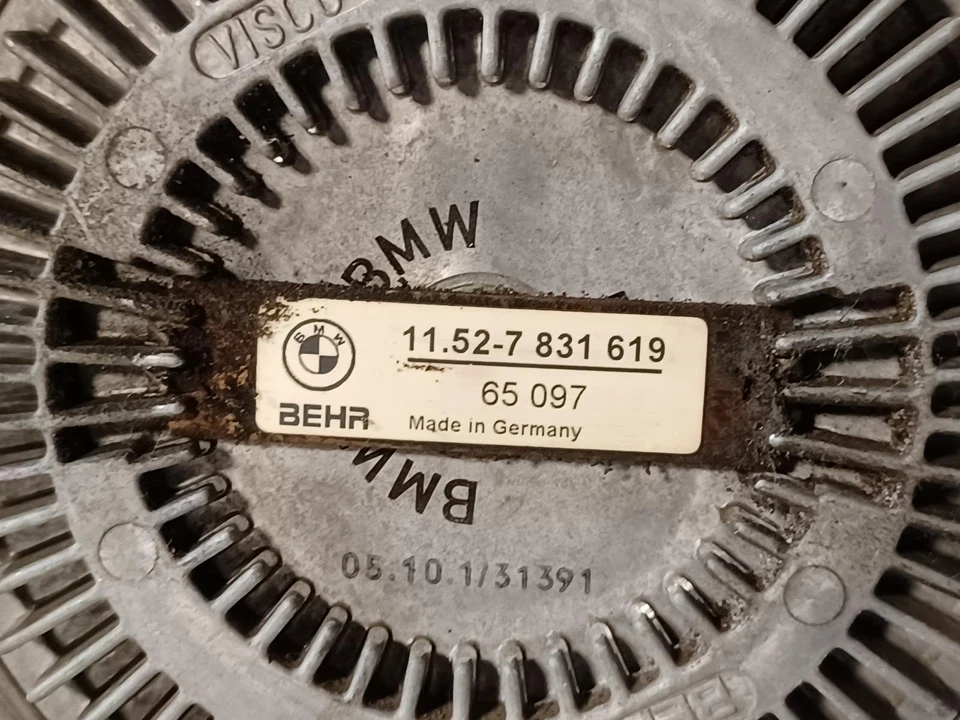 VISCO
BMW
BMW
11.52-7 831 619
65 097
BEHR
Made in Germany
BMW
05.10.1/31391